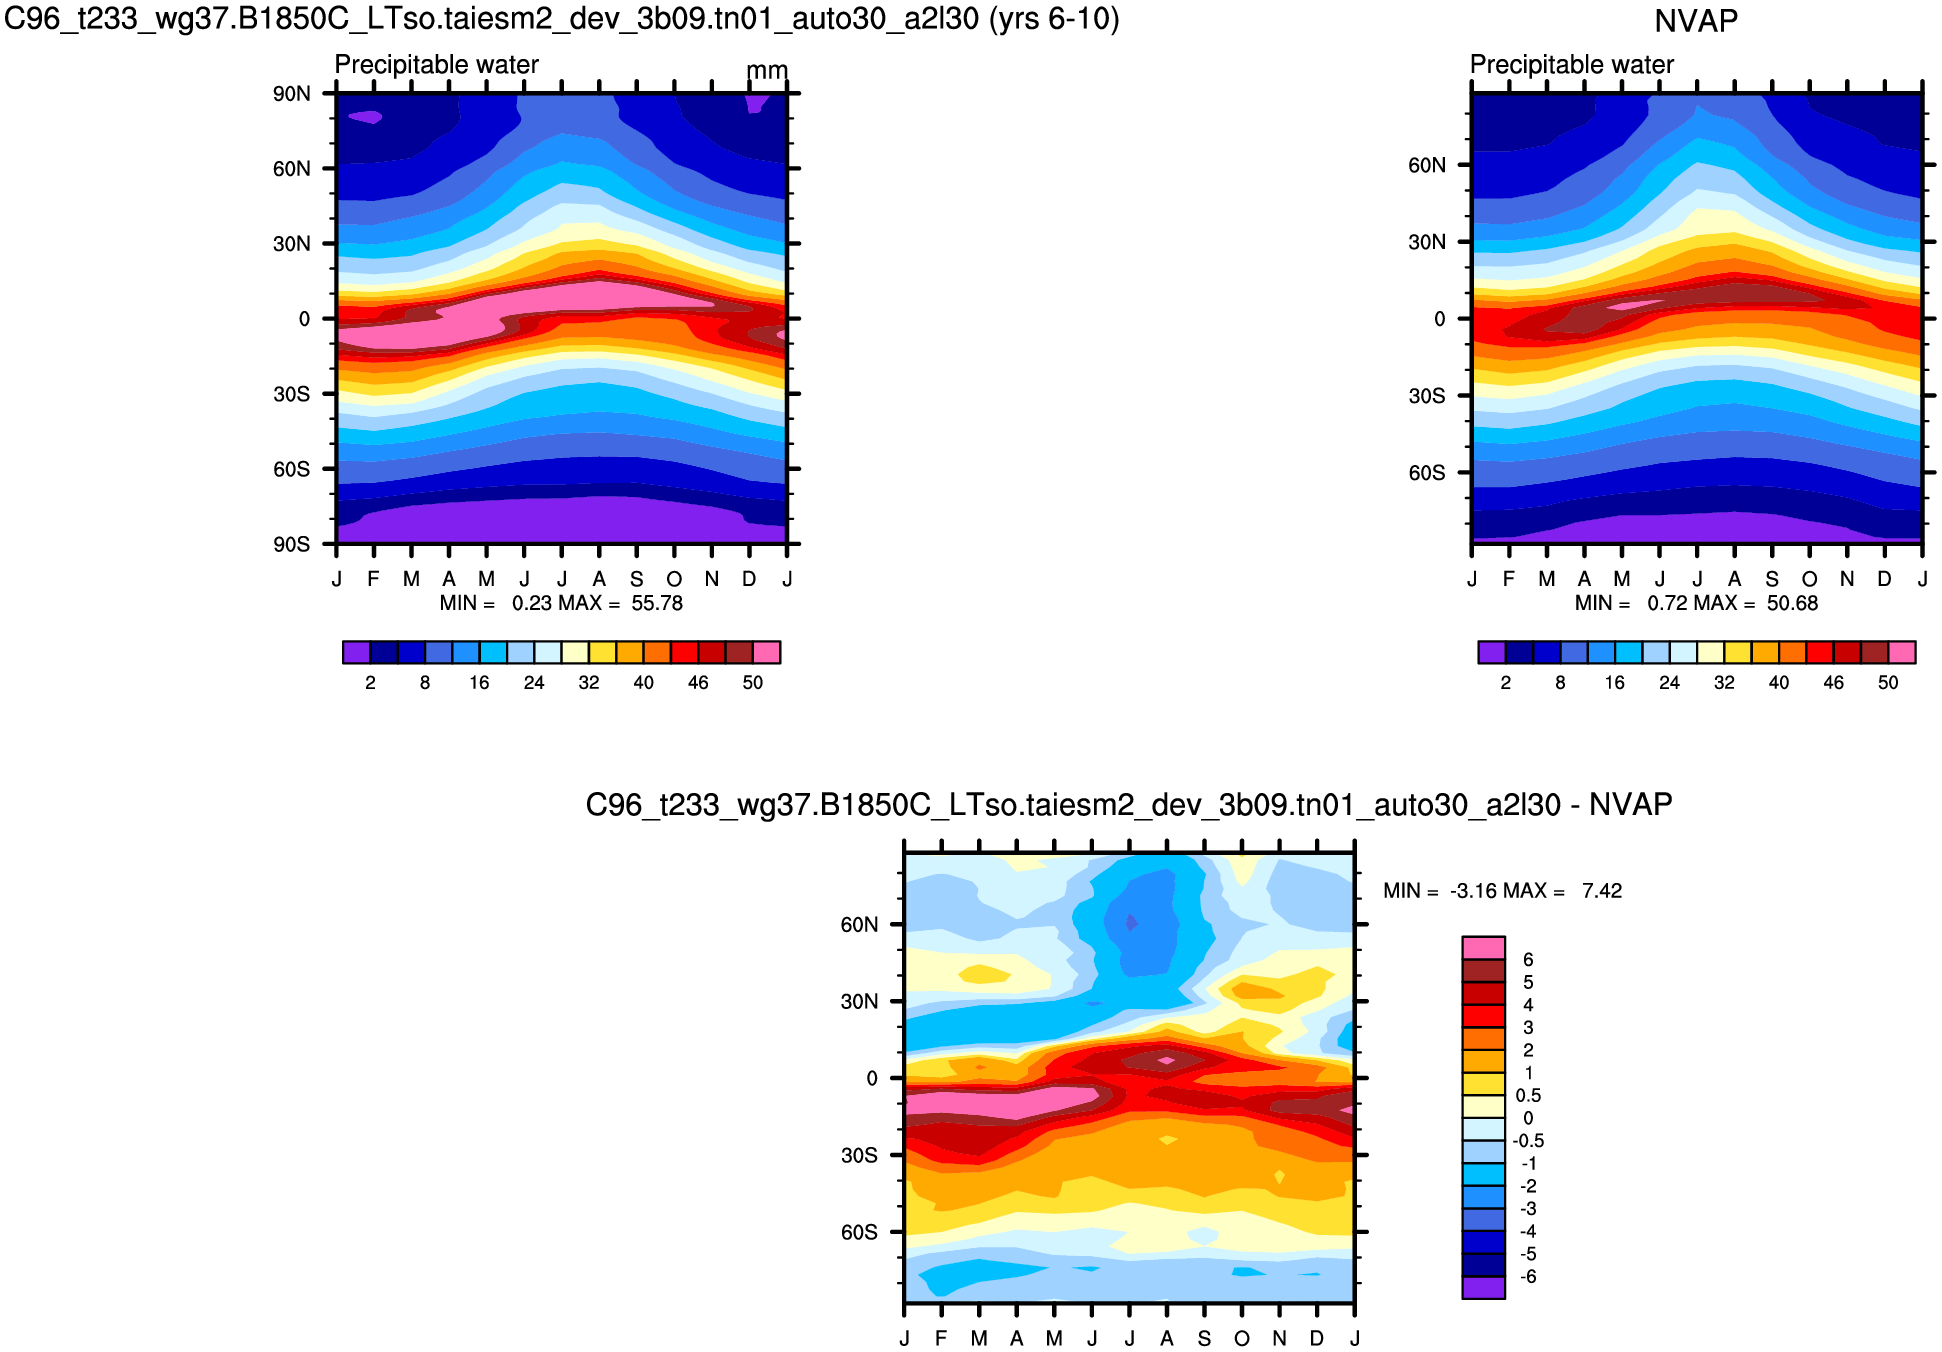 C96_t233_wg37.B1850C_LTso.taiesm2_dev_3b09.tn01_auto30_a2l30 (yrs 6-10)
NVAP
Precipitable water
mm
Precipitable water
90N
60N
30N
0
30S
60S
90S
J F M A M J J A S O N D J
MIN = 0.23 MAX = 55.78
2 8 16 24 32 40 46 50
60N
30N
0
30S
60S
J F M A M J J A S O N D J
MIN = 0.72 MAX = 50.68
2 8 16 24 32 40 46 50
C96_t233_wg37.B1850C_LTso.taiesm2_dev_3b09.tn01_auto30_a2l30 - NVAP
60N
30N
0
30S
60S
J F M A M J J A S O N D J
MIN = -3.16 MAX = 7.42
6
5
4
3
2
1
0.5
0
-0.5
-1
-2
-3
-4
-5
-6